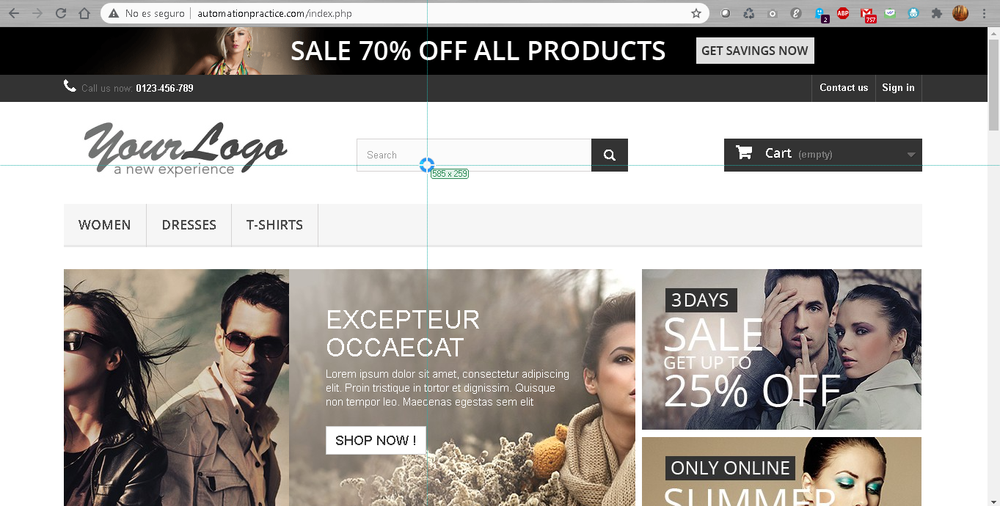 No es seguro automationpractice.com/index.php
2
ABP
757
SALE 70% OFF ALL PRODUCTS GET SAVINGS NOW
Call us now: 0123-456-789 Contact us Sign in
YourLogo
a new experience
Search
Cart (empty)
585 x 259
WOMEN DRESSES T-SHIRTS
EXCEPTEUR
OCCAECAT
Lorem ipsum dolor sit amet, consectetur adipiscing
elit. Proin tristique in tortor et dignissim. Quisque
non tempor leo. Maecenas egestas sem elit
SHOP NOW !
3 DAYS
SALE
GET UP TO
25% OFF
ONLY ONLINE
SUMMER